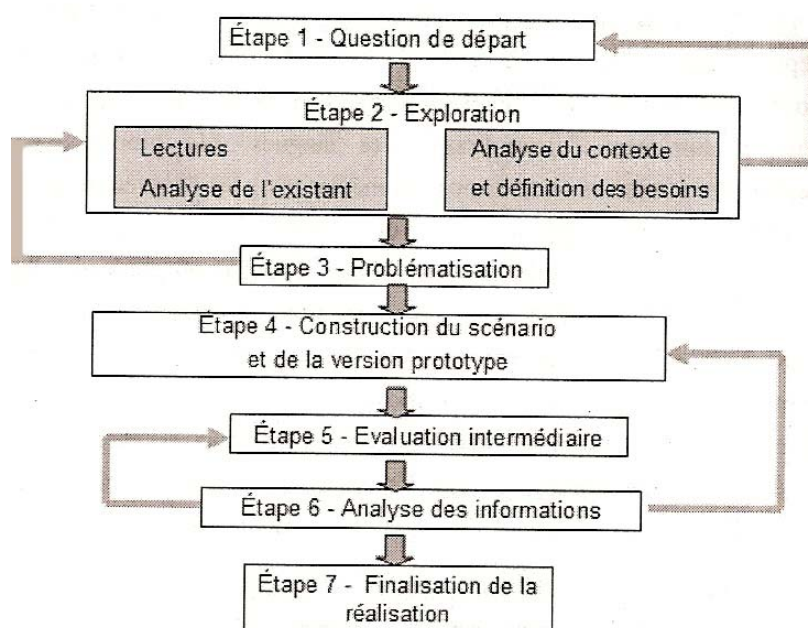 Étape 1 - Question de départ
Étape 2 - Exploration
Lectures
Analyse de l'existant
Analyse du contexte
et définition des besoins
Étape 3 - Problématisation
Étape 4 - Construction du scénario
et de la version prototype
Étape 5 - Evaluation intermédiaire
Étape 6 - Analyse des informations
Étape 7 - Finalisation de la
réalisation